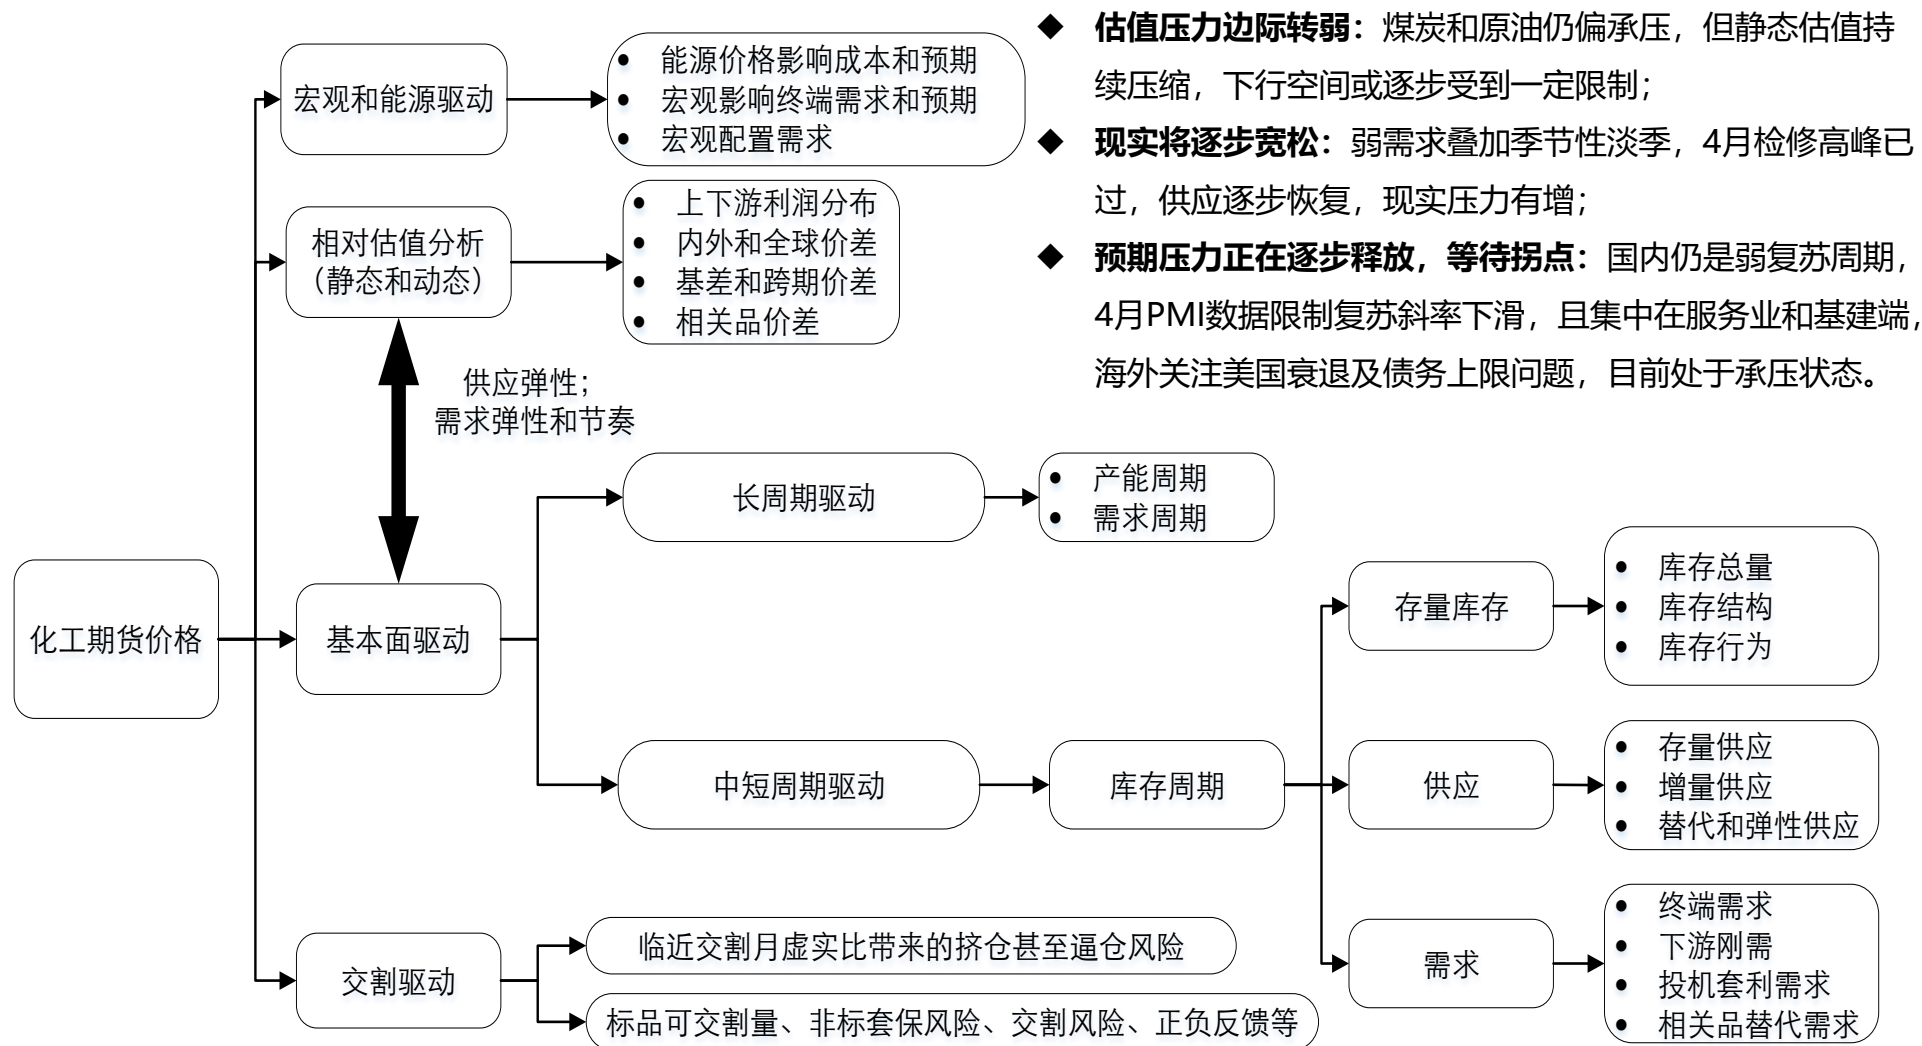 宏观和能源驱动
• 能源价格影响成本和预期
• 宏观影响终端需求和预期
• 宏观配置需求
相对估值分析
（静态和动态）
• 上下游利润分布
• 内外和全球价差
• 基差和跨期价差
• 相关品价差
◆ 估值压力边际转弱：煤炭和原油仍偏承压，但静态估值持
续压缩，下行空间或逐步受到一定限制；
◆ 现实将逐步宽松：弱需求叠加季节性淡季，4月检修高峰已
过，供应逐步恢复，现实压力有增；
◆ 预期压力正在逐步释放，等待拐点：国内仍是弱复苏周期，
4月PMI数据限制复苏斜率下滑，且集中在服务业和基建端，
海外关注美国衰退及债务上限问题，目前处于承压状态。
供应弹性；
需求弹性和节奏
化工期货价格
基本面驱动
长周期驱动
• 产能周期
• 需求周期
中短周期驱动
库存周期
存量库存
• 库存总量
• 库存结构
• 库存行为
供应
• 存量供应
• 增量供应
• 替代和弹性供应
需求
• 终端需求
• 下游刚需
• 投机套利需求
• 相关品替代需求
交割驱动
临近交割月虚实比带来的挤仓甚至逼仓风险
标品可交割量、非标套保风险、交割风险、正负反馈等